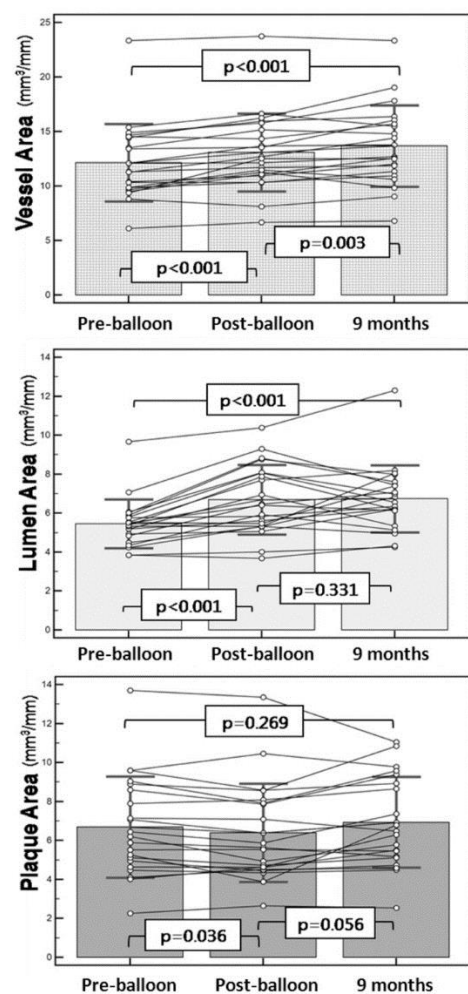 Vessel Area (mm³/mm)
25
20
15
10
5
0
p<0.001
p<0.001
p=0.003
Pre-balloon Post-balloon 9 months
Lumen Area (mm³/mm)
14
12
10
8
6
4
2
0
p<0.001
p<0.001
p=0.331
Pre-balloon Post-balloon 9 months
Plaque Area (mm³/mm)
14
12
10
8
6
4
2
0
p=0.269
p=0.036
p=0.056
Pre-balloon Post-balloon 9 months